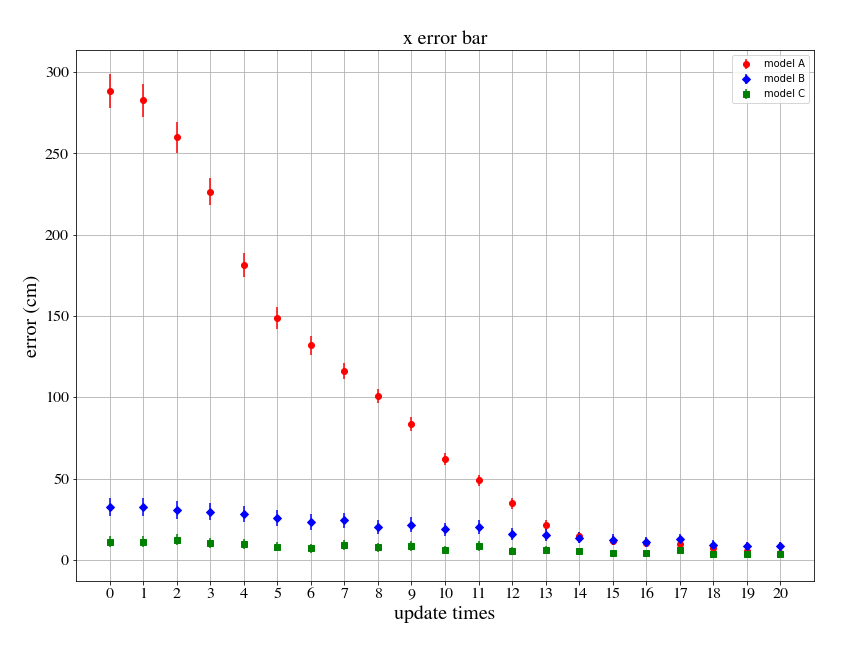 x error bar
model A
model B
model C
300
250
200
150
100
50
0
error (cm)
0 1 2 3 4 5 6 7 8 9 10 11 12 13 14 15 16 17 18 19 20
update times